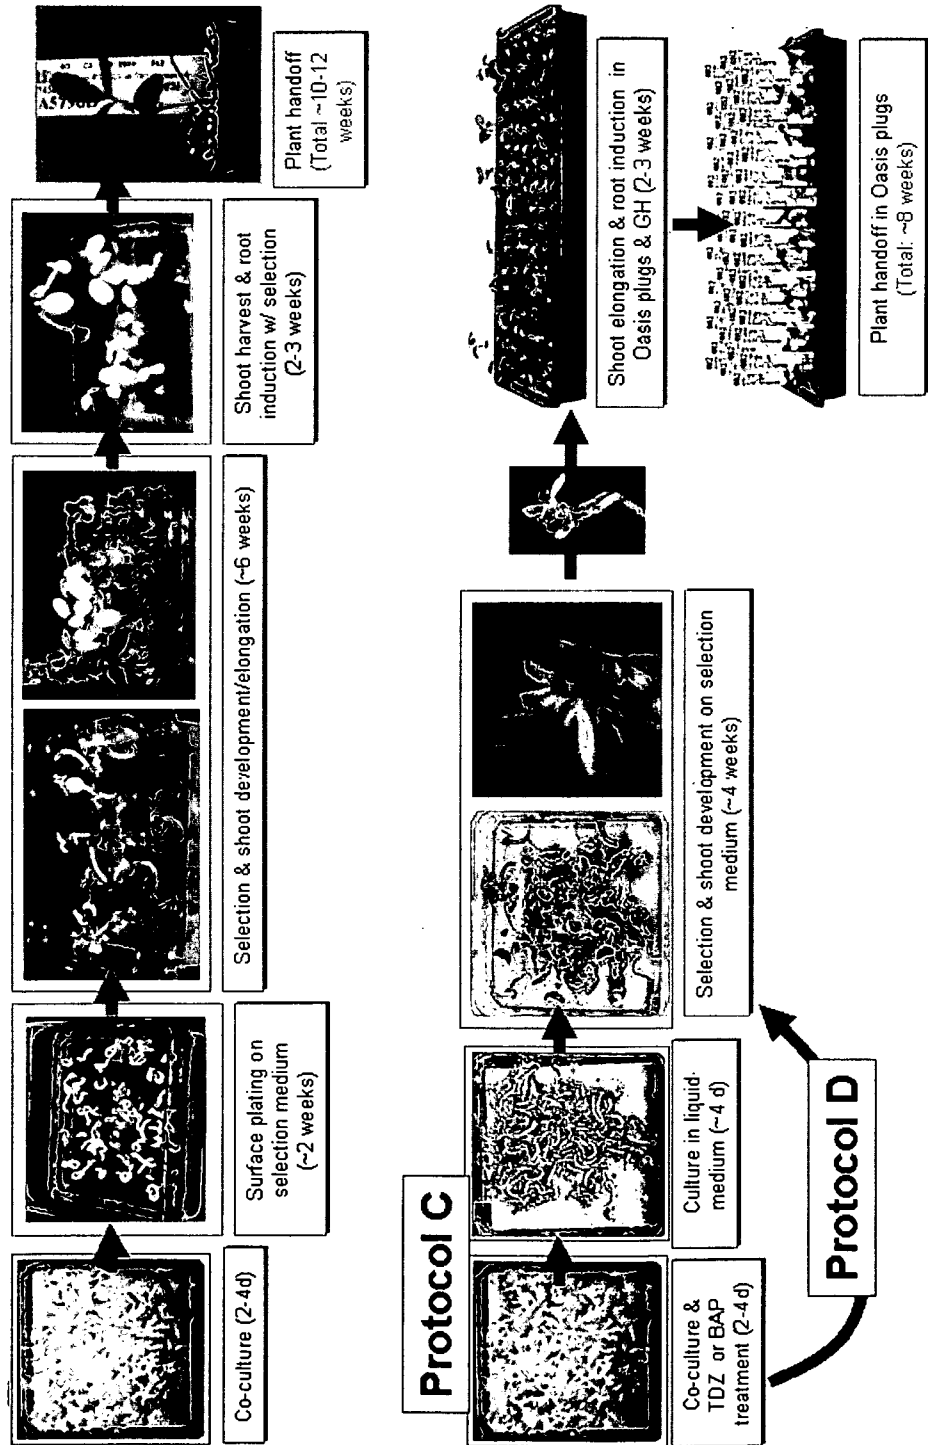 Co-culture (2-4d)
Surface plating on
selection medium
(~2 weeks)
Selection & shoot development/elongation (~6 weeks)
Shoot harvest & root
induction w/ selection
(2-3 weeks)
Plant handoff
(Total ~10-12
weeks)
Protocol C
Co-culture &
TDZ or BAP
treatment (2-4d)
Culture in liquid
medium (~4 d)
Selection & shoot development on selection
medium (~4 weeks)
Shoot elongation & root induction in
Oasis plugs & GH (2-3 weeks)
Plant handoff in Oasis plugs
(Total: ~8 weeks)
Protocol D